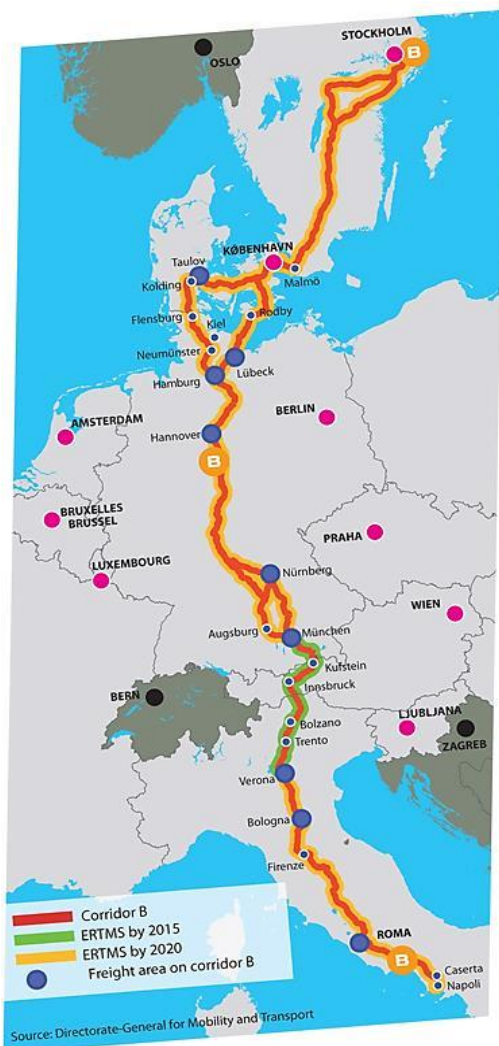 STOCKHOLM
B
OSLO
KØBENHAVN
Malmö
Taulov
Kolding
Flensburg
Kiel
Rodby
Neumünster
Lübeck
Hamburg
AMSTERDAM
BERLIN
Hannover
B
BRUXELLES
BRUSSEL
PRAHA
LUXEMBOURG
Nürnberg
WIEN
Augsburg
München
Kufstein
BERN
Innsbruck
LJUBLJANA
Bolzano
ZAGREB
Trento
Verona
Bologna
Firenze
ROMA
B
Caserta
Napoli
Corridor B
ERTMS by 2015
ERTMS by 2020
Freight area on corridor B
Source: Directorate-General for Mobility and Transport